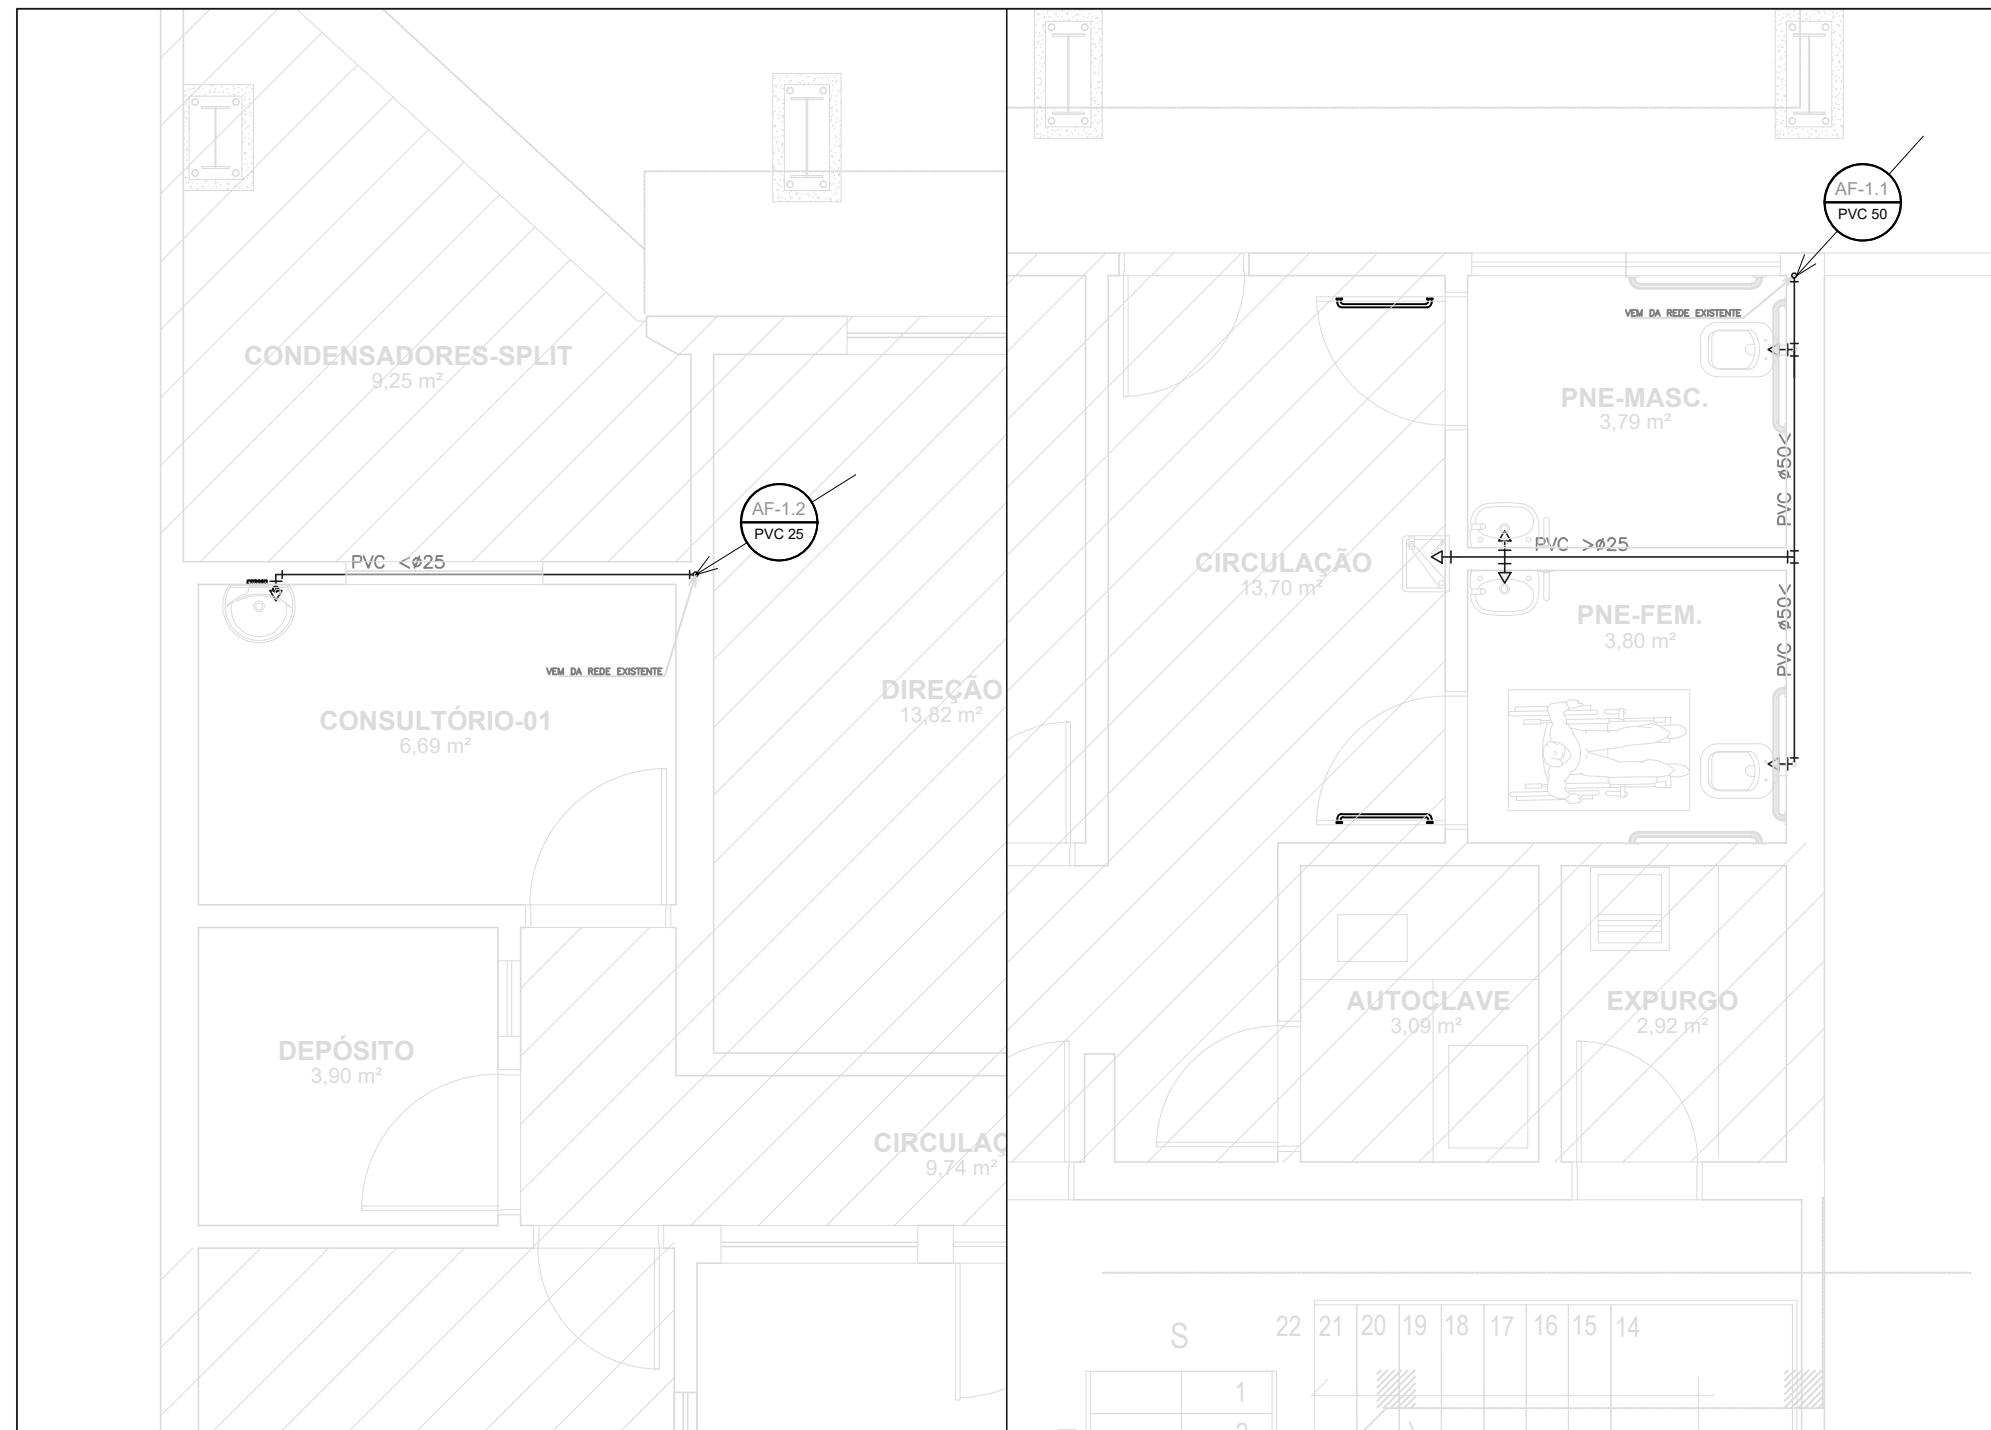 CONDENSADORES-SPLIT
9,25 m²
AF-1.2
PVC 25
PVC <ø25
VEM DA REDE EXISTENTE
CONSULTÓRIO-01
6,69 m²
DIREÇÃO
13,82 m²
DEPÓSITO
3,90 m²
CIRCULAÇ
9,74 m²
AF-1.1
PVC 50
VEM DA REDE EXISTENTE
PNE-MASC.
3,79 m²
PVC ø50<
PVC >ø25
CIRCULAÇÃO
13,70 m²
PNE-FEM.
3,80 m²
PVC ø50<
AUTOCLAVE
3,09 m²
EXPURGO
2,92 m²
S
22 21 20 19 18 17 16 15 14
1